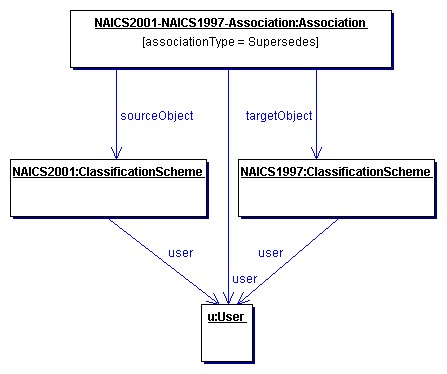 NAICS2001-NAICS1997-Association:Association
[associationType = Supersedes]
sourceObject
targetObject
NAICS2001:ClassificationScheme
NAICS1997:ClassificationScheme
user
user
user
u:User